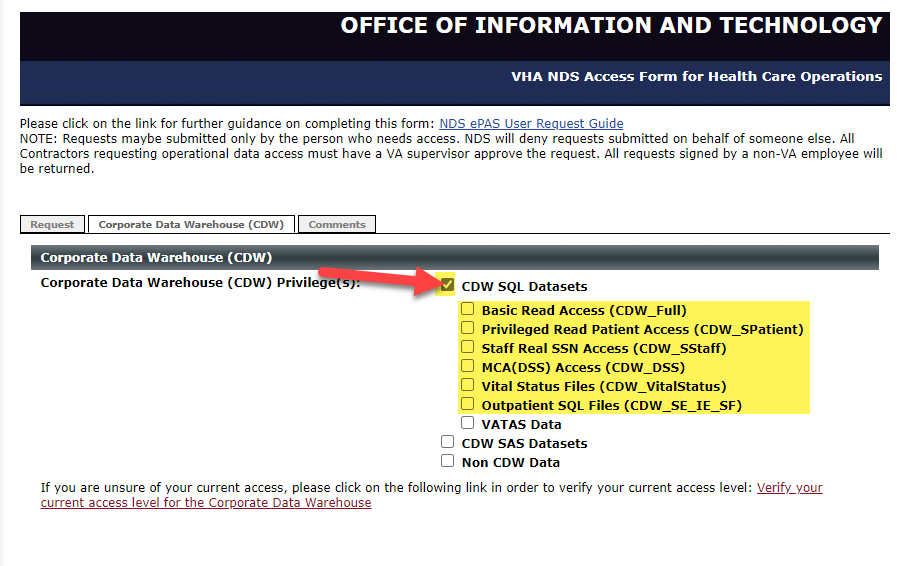 OFFICE OF INFORMATION AND TECHNOLOGY
VHA NDS Access Form for Health Care Operations
Please click on the link for further guidance on completing this form: NDS ePAS User Request Guide
NOTE: Requests maybe submitted only by the person who needs access. NDS will deny requests submitted on behalf of someone else. All
Contractors requesting operational data access must have a VA supervisor approve the request. All requests signed by a non-VA employee will
be returned.
Request
Corporate Data Warehouse (CDW)
Comments
Corporate Data Warehouse (CDW)
Corporate Data Warehouse (CDW) Privilege(s):
CDW SQL Datasets
Basic Read Access (CDW_Full)
Privileged Read Patient Access (CDW_SPatient)
Staff Real SSN Access (CDW_SStaff)
MCA(DSS) Access (CDW_DSS)
Vital Status Files (CDW_VitalStatus)
Outpatient SQL Files (CDW_SE_IE_SF)
VATAS Data
CDW SAS Datasets
Non CDW Data
If you are unsure of your current access, please click on the following link in order to verify your current access level: Verify your
current access level for the Corporate Data Warehouse